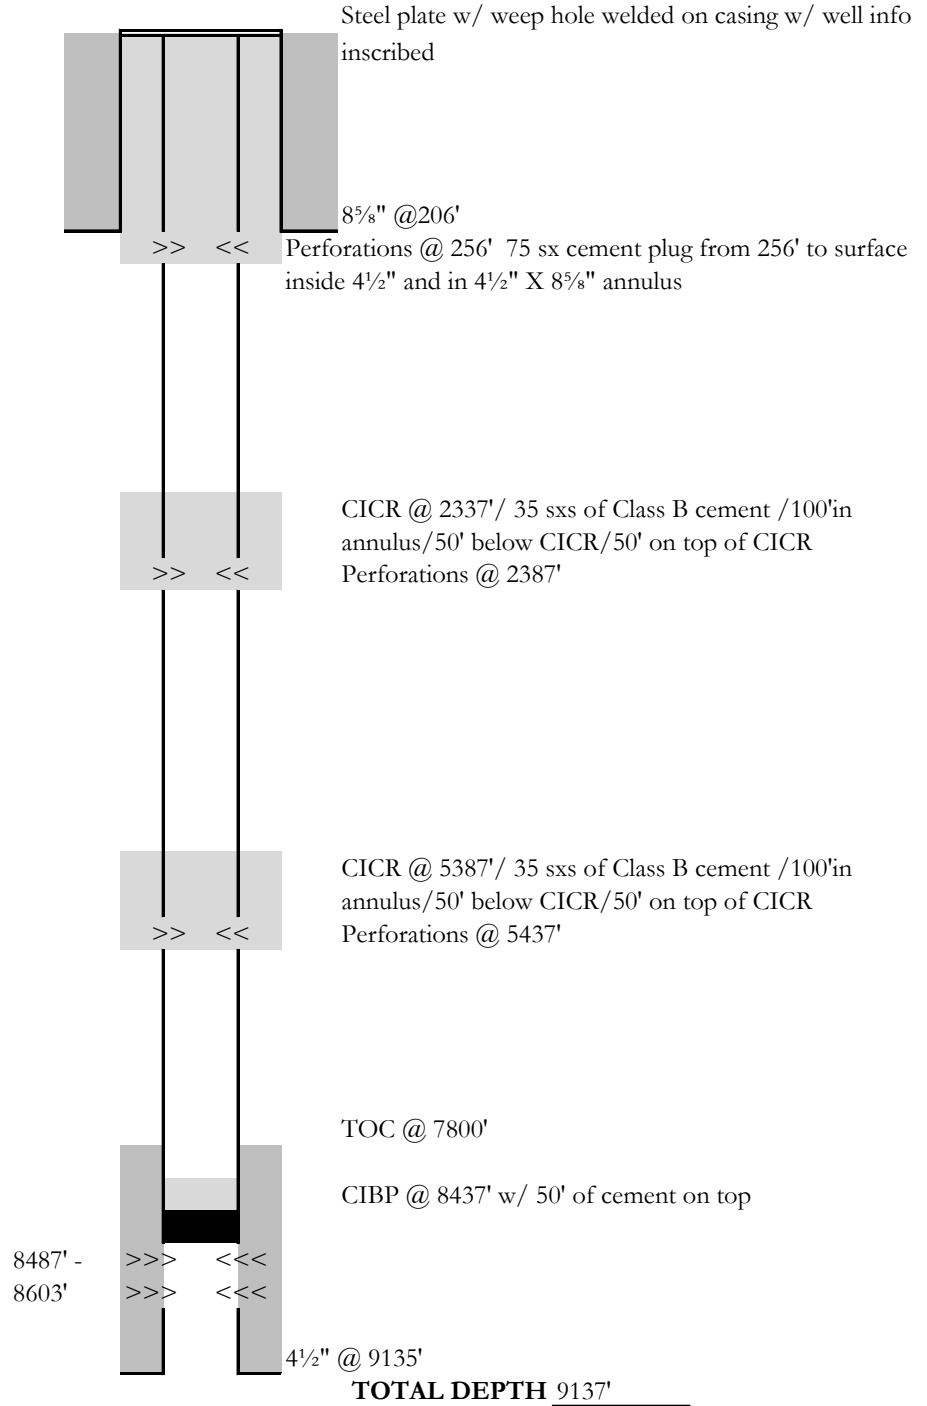 Steel plate w/ weep hole welded on casing w/ well info
inscribed
8⅝" @206'
>> <<
Perforations @ 256'  75 sx cement plug from 256' to surface
inside 4½" and in 4½" X 8⅝" annulus
CICR @ 2337'/ 35 sxs of Class B cement /100'in
annulus/50' below CICR/50' on top of CICR
>> <<
Perforations @ 2387'
CICR @ 5387'/ 35 sxs of Class B cement /100'in
annulus/50' below CICR/50' on top of CICR
>> <<
Perforations @ 5437'
TOC @ 7800'
CIBP @ 8437' w/ 50' of cement on top
8487' - >>> <<<
8603' >>> <<<
4½" @ 9135'
TOTAL DEPTH 9137'